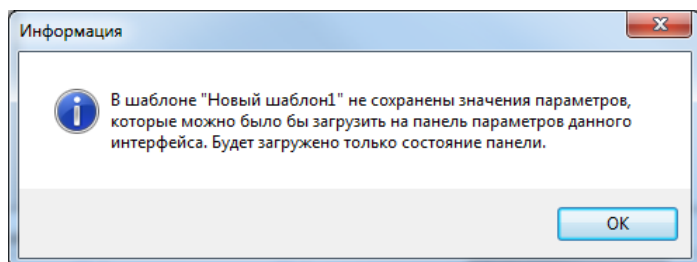 Информация
В шаблоне "Новый шаблон1" не сохранены значения параметров,
которые можно было бы загрузить на панель параметров данного
интерфейса. Будет загружено только состояние панели.
OK